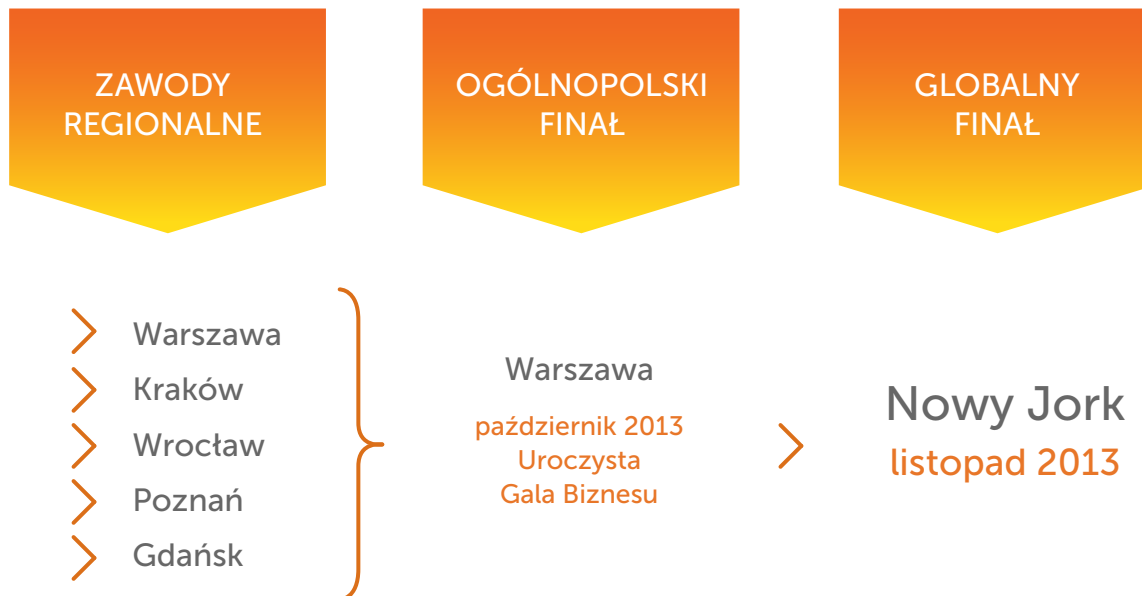 ZAWODY
REGIONALNE
OGÓLNOPOLSKI
FINAŁ
GLOBALNY
FINAŁ
Warszawa
Kraków
Wrocław
Poznań
Gdańsk
Warszawa
październik 2013
Uroczysta
Gala Biznesu
Nowy Jork
listopad 2013